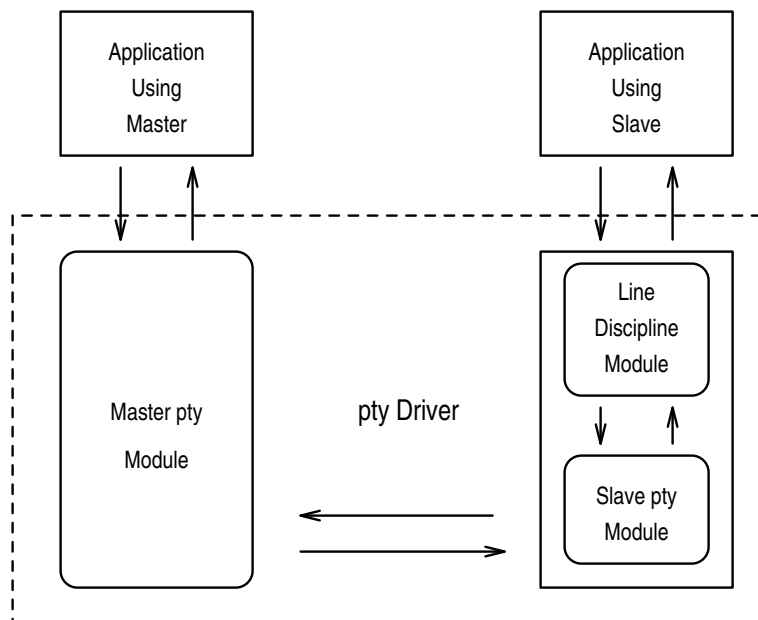 Application
Using
Master
Application
Using
Slave
Line
Discipline
Module
Master pty
Module
pty Driver
Slave pty
Module